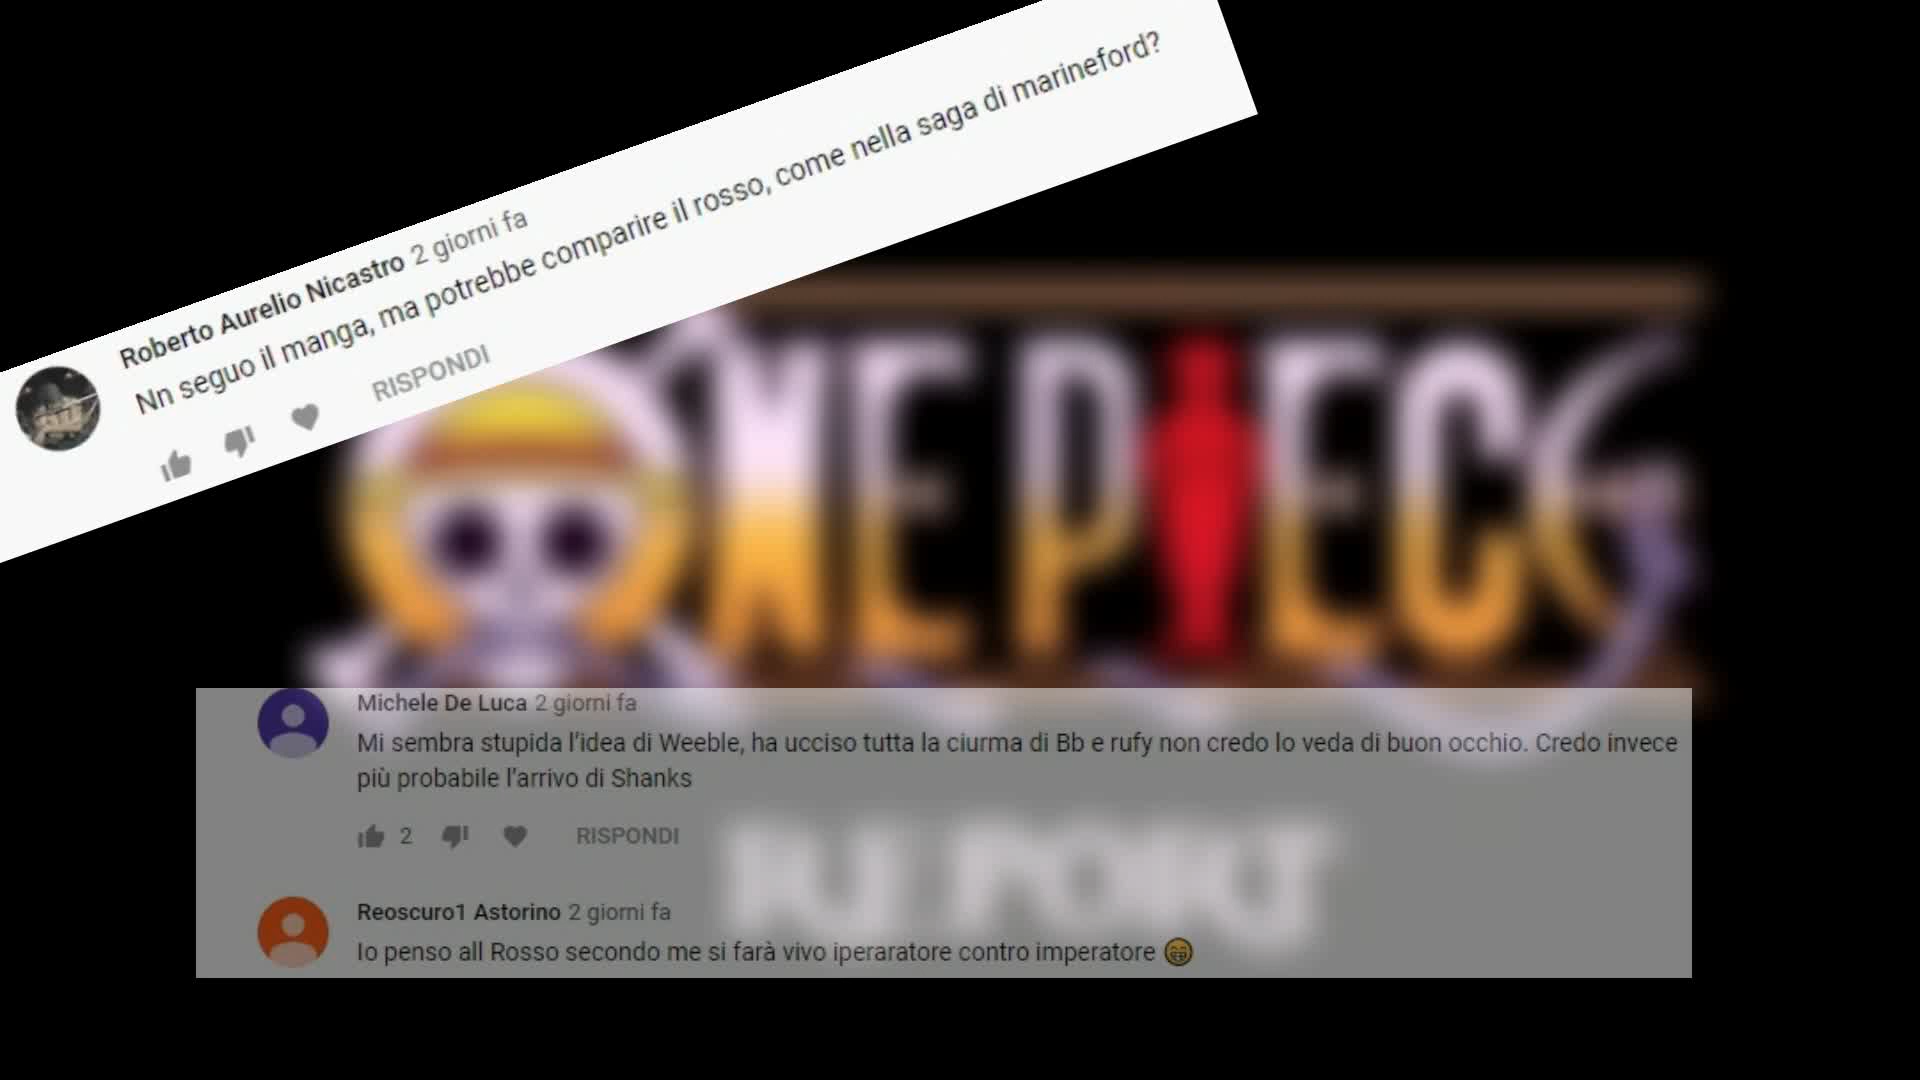 Roberto Aurelio Nicastro 2 giorni fa
Nn seguo il manga, ma potrebbe comparire il rosso, come nella saga di marineford?
RISPONDI
ONE PIECE
Michele De Luca 2 giorni fa
Mi sembra stupida l'idea di Weeble, ha ucciso tutta la ciurma di Bb e rufy non credo lo veda di buon occhio. Credo invece
più probabile l'arrivo di Shanks
2 RISPONDI
Reoscuro1 Astorino 2 giorni fa
Io penso all Rosso secondo me si farà vivo iperaratore contro imperatore 😁